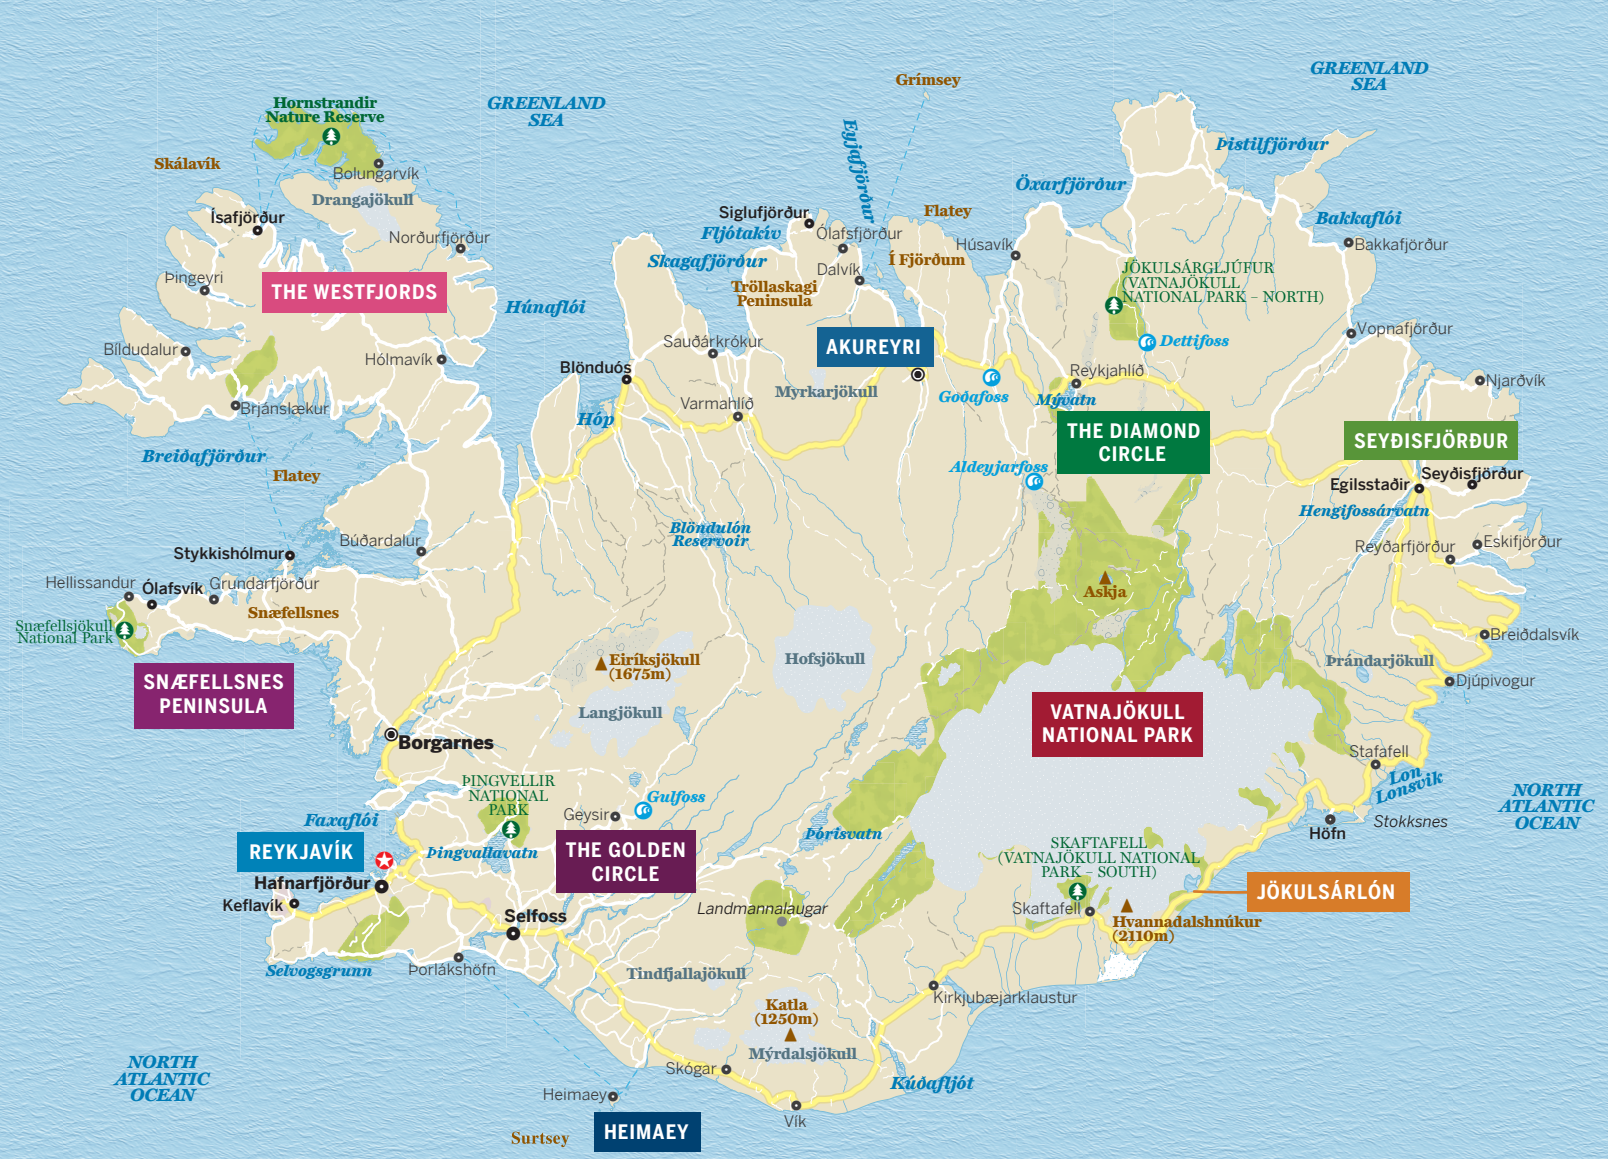 GREENLAND
SEA
Grímsey
Hornstrandir
Nature Reserve
GREENLAND
SEA
Skálavík
Bolungarvík
Eyjafjörður
Þistilfjörður
Drangajökull
Öxarfjörður
Ísafjörður
Siglufjörður
Flatey
Bakkaflói
Fljótakív
Ólafsfjörður
Norðurfjörður
Húsavík
Bakkafjörður
Skagafjörður
Í Fjörðum
Dalvík
JÖKULSÁRGLJÚFUR
(VATNAJÖKULL
NATIONAL PARK – NORTH)
Þingeyri
THE WESTFJORDS
Tröllaskagi
Peninsula
Húnaflói
Vopnafjörður
Dettifoss
Sauðárkrókur
AKUREYRI
Bíldudalur
Hólmavík
Blönduós
Reykjahlíð
Njarðvík
Myrkarjökull
Goðafoss
Mývatn
Brjánslækur
Varmahlíð
Hóp
THE DIAMOND
CIRCLE
SEYÐISFJÖRÐUR
Breiðafjörður
Aldeyjarfoss
Flatey
Seyðisfjörður
Egilsstaðir
Hengifossárvatn
Blöndulón
Reservoir
Búðardalur
Eskifjörður
Reyðarfjörður
Stykkishólmur
Hellissandur
Ólafsvík
Grundarfjörður
Askja
Snæfellsnes
Snæfellsjökull
National Park
Breiðdalsvík
Eiríksjökull
(1675m)
Hofsjökull
Þrándarjökull
SNÆFELLSNES
PENINSULA
Djúpivogur
Langjökull
VATNAJÖKULL
NATIONAL PARK
Borgarnes
Stafafell
Lon
Lonsvik
ÞINGVELLIR
NATIONAL
PARK
Gulfoss
NORTH
ATLANTIC
OCEAN
Geysir
Faxaflói
Þórisvatn
Höfn
Stokksnes
REYKJAVÍK
Þingvallavatn
THE GOLDEN
CIRCLE
SKAFTAFELL
(VATNAJÖKULL NATIONAL
PARK – SOUTH)
Hafnarfjörður
JÖKULSÁRLÓN
Keflavík
Selfoss
Landmannalaugar
Skaftafell
Hvannadalshnúkur
(2110m)
Selvogsgrunn
Þorlákshöfn
Tindfjallajökull
Kirkjubæjarklaustur
Katla
(1250m)
Mýrdalsjökull
NORTH
ATLANTIC
OCEAN
Skógar
Kúðafljót
Heimaey
Vík
HEIMAEY
Surtsey